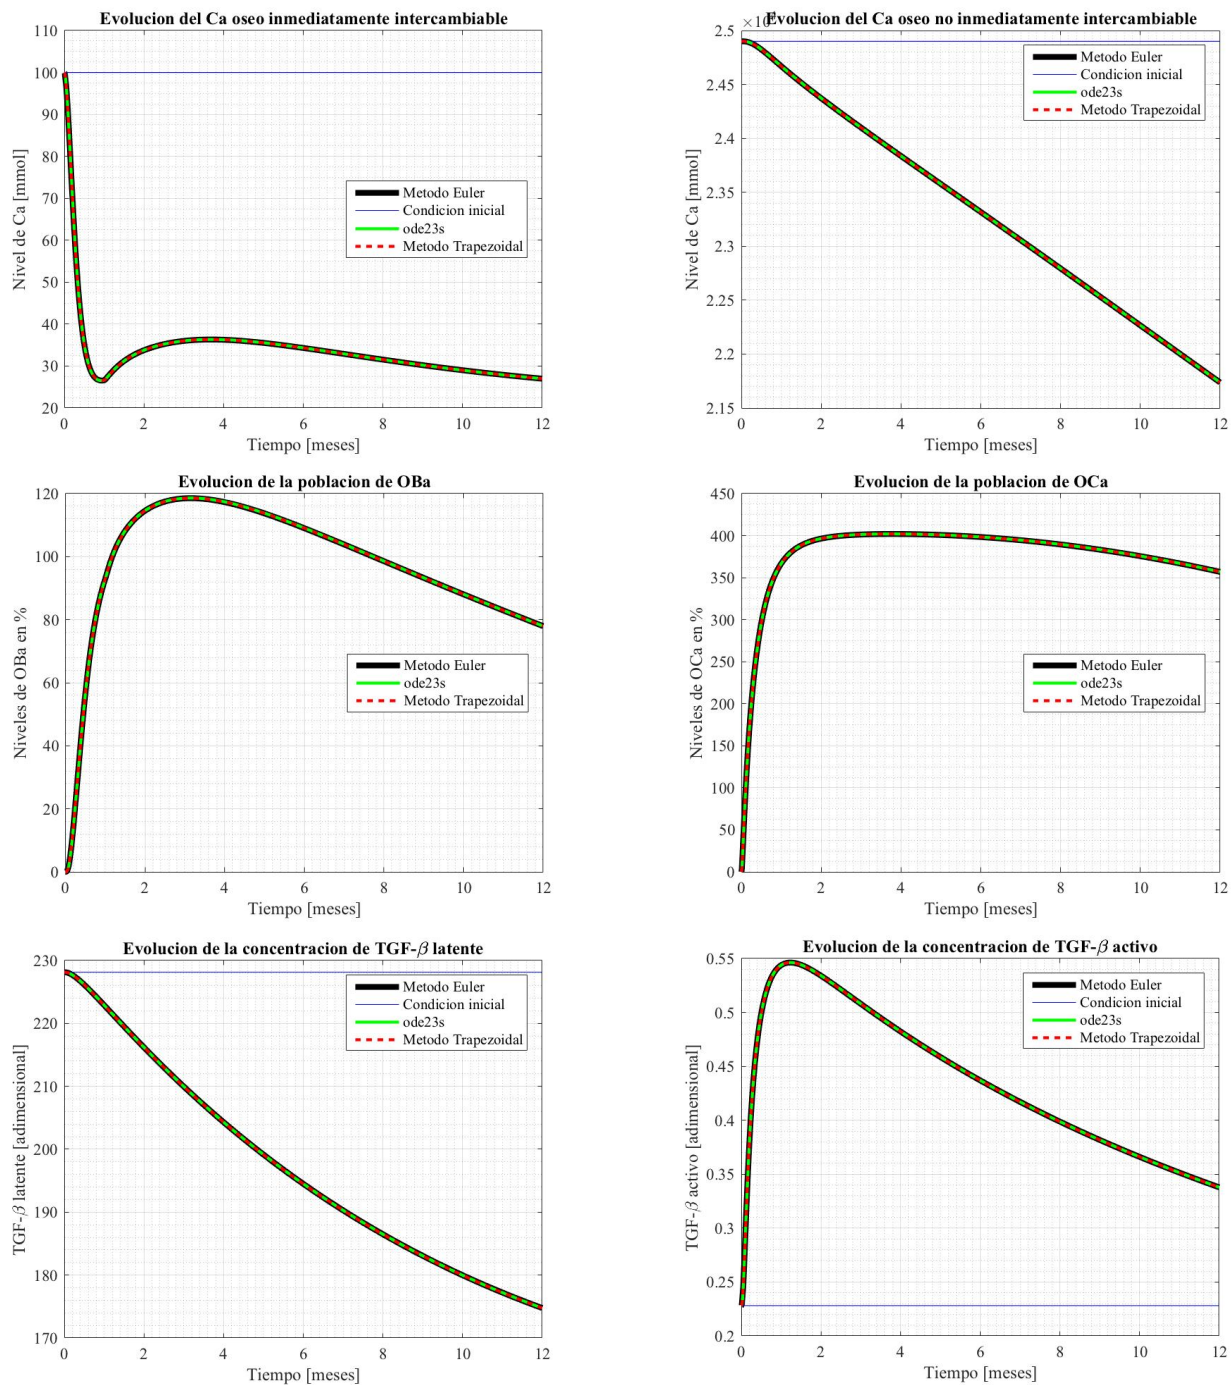 Evolucion del Ca oseo inmediatamente intercambiable
110
100
90
80
70
60
50
40
30
20
Nivel de Ca [mmol]
Metodo Euler
Condicion inicial
ode23s
Metodo Trapezoidal
0 2 4 6 8 10 12
Tiempo [meses]
Evolucion del Ca oseo no inmediatamente intercambiable
×10
2.5
2.45
2.4
2.35
2.3
2.25
2.2
2.15
Nivel de Ca [mmol]
Metodo Euler
Condicion inicial
ode23s
Metodo Trapezoidal
0 2 4 6 8 10 12
Tiempo [meses]
Evolucion de la poblacion de OBa
120
100
80
60
40
20
0
Niveles de OBa en %
Metodo Euler
ode23s
Metodo Trapezoidal
0 2 4 6 8 10 12
Tiempo [meses]
Evolucion de la poblacion de OCa
450
400
350
300
250
200
150
100
50
0
Niveles de OCa en %
Metodo Euler
ode23s
Metodo Trapezoidal
0 2 4 6 8 10 12
Tiempo [meses]
Evolucion de la concentracion de TGF-β latente
230
220
210
200
190
180
170
TGF-β latente [adimensional]
Metodo Euler
Condicion inicial
ode23s
Metodo Trapezoidal
0 2 4 6 8 10 12
Tiempo [meses]
Evolucion de la concentracion de TGF-β activo
0.55
0.5
0.45
0.4
0.35
0.3
0.25
0.2
TGF-β activo [adimensional]
Metodo Euler
Condicion inicial
ode23s
Metodo Trapezoidal
0 2 4 6 8 10 12
Tiempo [meses]